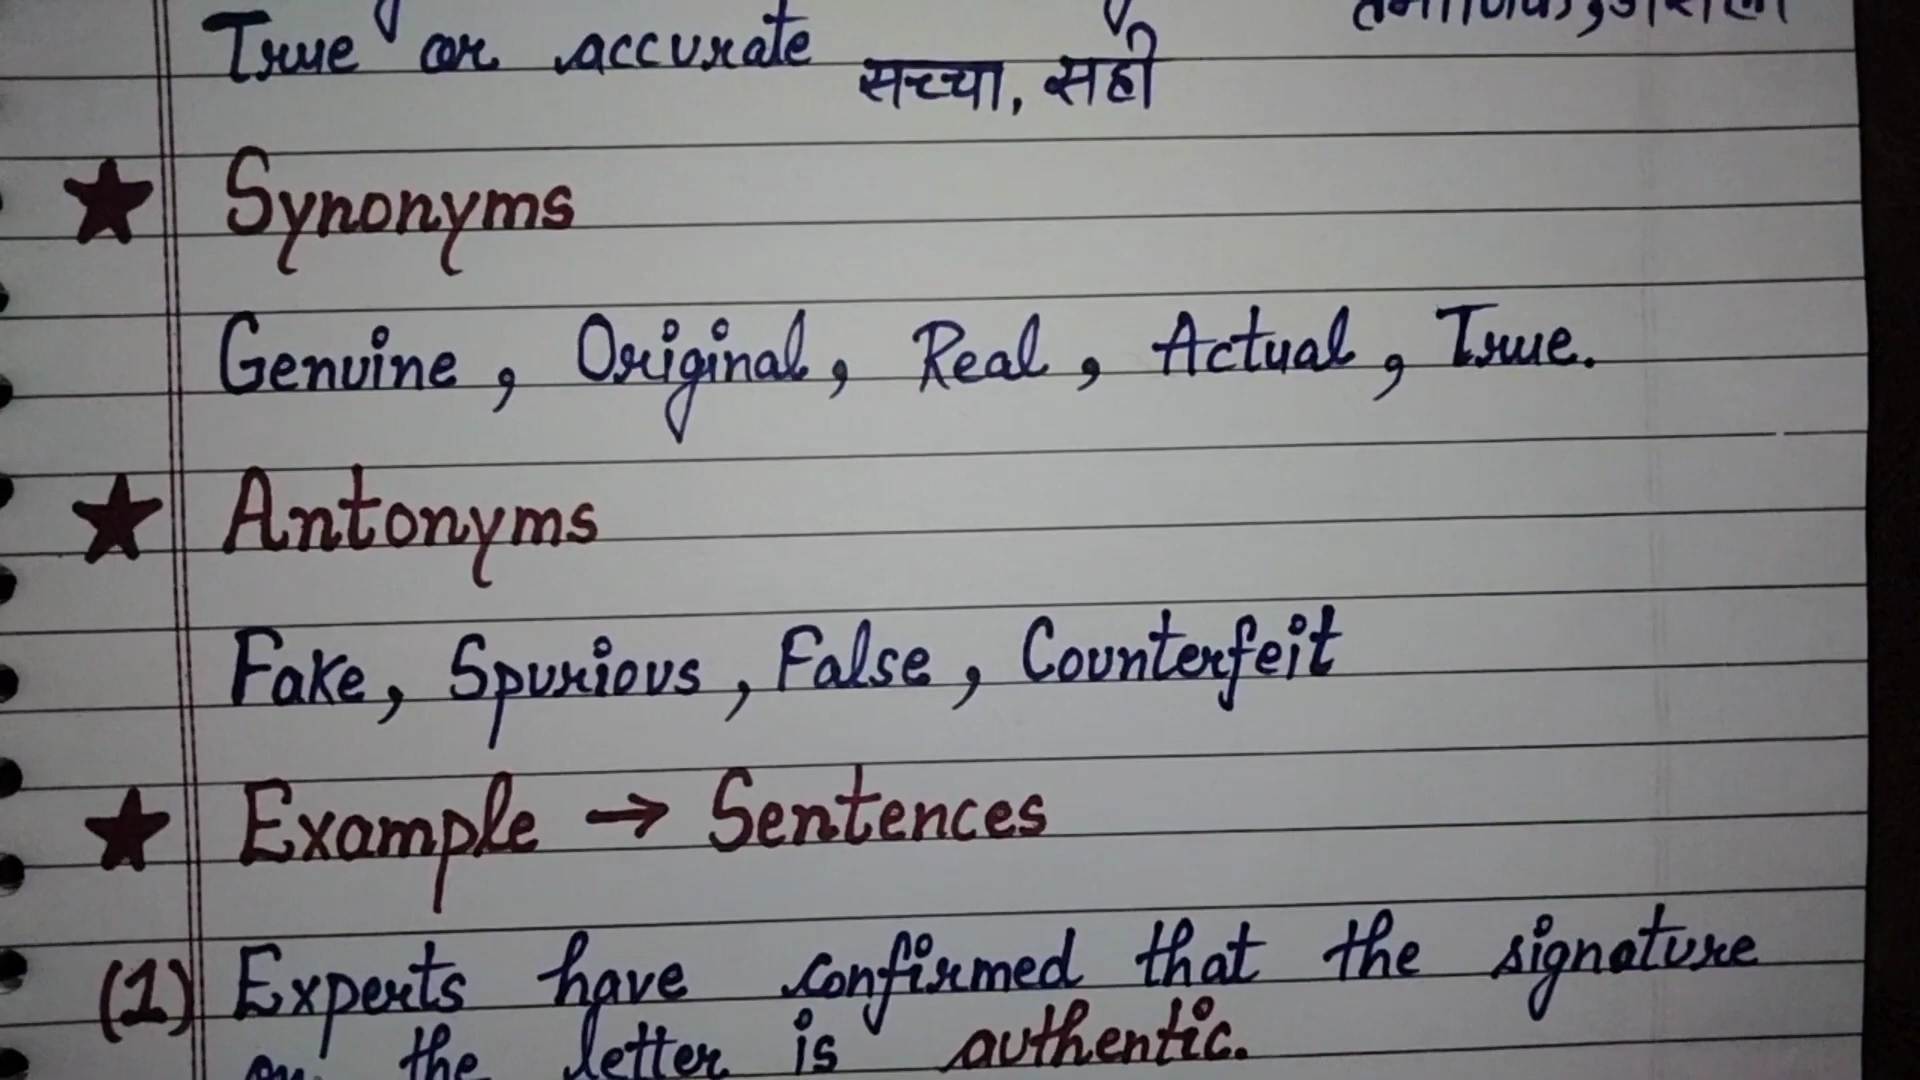 True or accurate सच्चा, सही
★ Synonyms
Genuine, Original, Real, Actual, True.
★ Antonyms
Fake, Spurious, False, Counterfeit
★ Example → Sentences
(1) Experts have confirmed that the signature
on the letter is authentic.